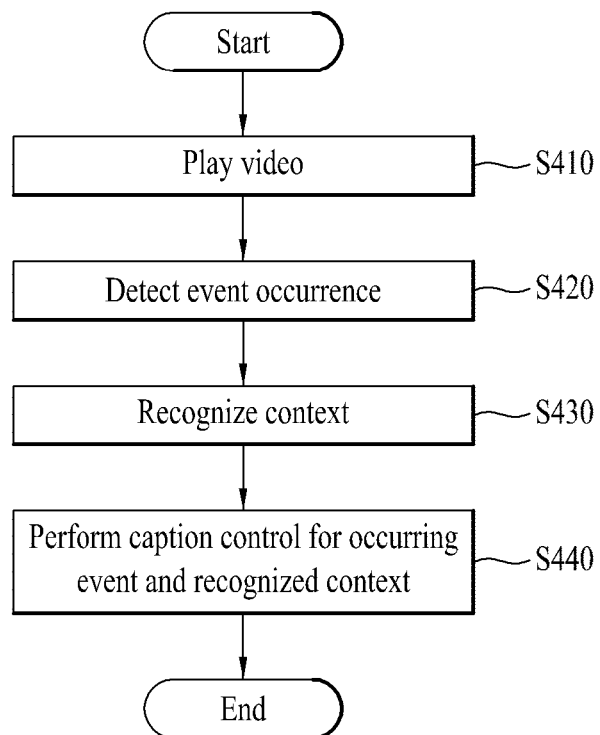 Start
Play video
S410
Detect event occurrence
S420
Recognize context
S430
Perform caption control for occurring
event and recognized context
S440
End